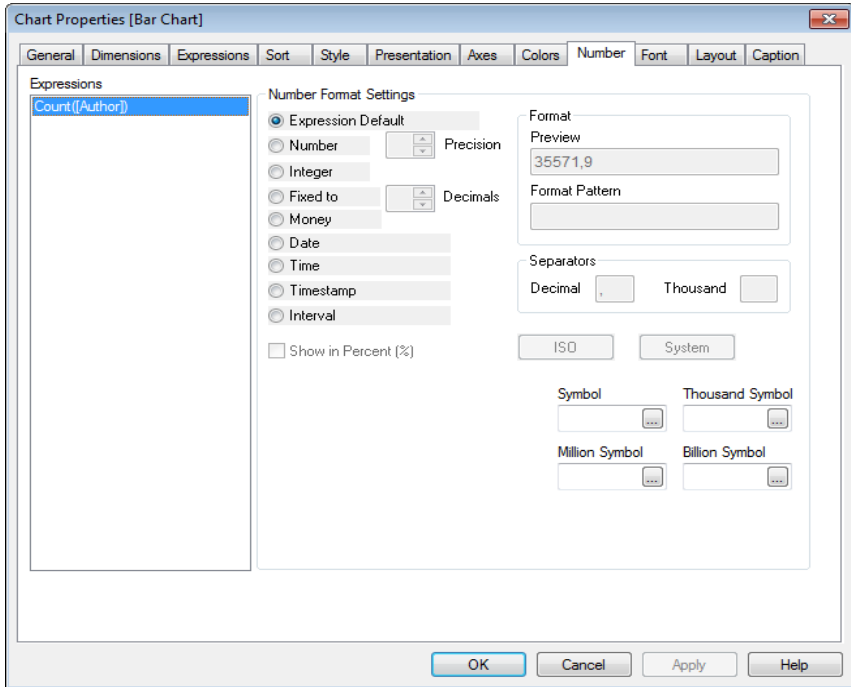 Chart Properties [Bar Chart]
General Dimensions Expressions Sort Style Presentation Axes Colors Number Font Layout Caption
Expressions
Count([Author])
Number Format Settings
Expression Default
Number Precision
Integer
Fixed to Decimals
Money
Date
Time
Timestamp
Interval
Show in Percent (%)
Format
Preview
35571,9
Format Pattern
Separators
Decimal , Thousand
ISO System
Symbol Thousand Symbol
... ...
Million Symbol Billion Symbol
... ...
OK Cancel Apply Help